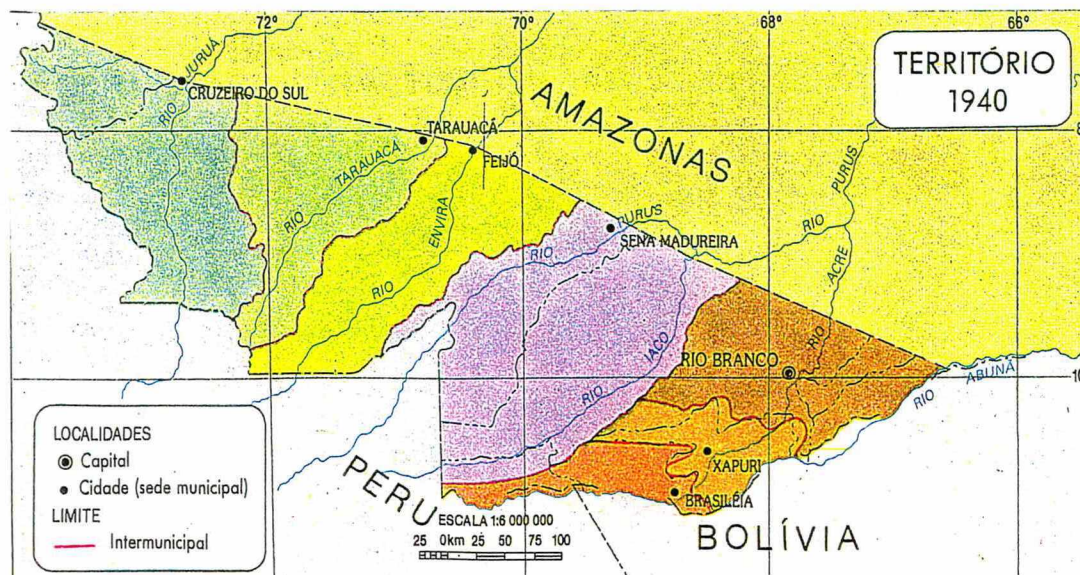 72°
70°
68°
66°
TERRITÓRIO
1940
RIO JURUÁ
CRUZEIRO DO SUL
AMAZONAS
TARAUACÁ
FEIJÓ
RIO TARAUACÁ
RIO ENVIRA
8
RIO PURUS
SENA MADUREIRA
RIO PURUS
RIO ACRE
RIO IACO
RIO BRANCO
RIO ABUNÃ
10
XAPURI
BRASILÉIA
PERU
BOLÍVIA
LOCALIDADES
Capital
Cidade (sede municipal)
LIMITE
Intermunicipal
ESCALA 1:6 000 000
25 0km 25 50 75 100